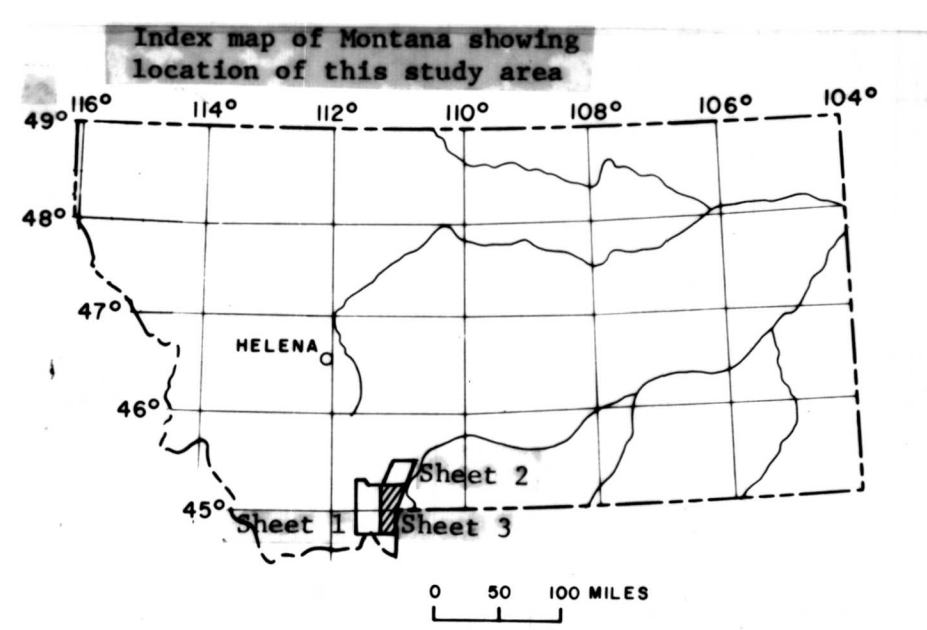 Index map of Montana showing
location of this study area
116° 114° 112° 110° 108° 106° 104°
49°
48°
47°
HELENA
46°
Sheet 2
45°
Sheet 1 Sheet 3
0 50 100 MILES